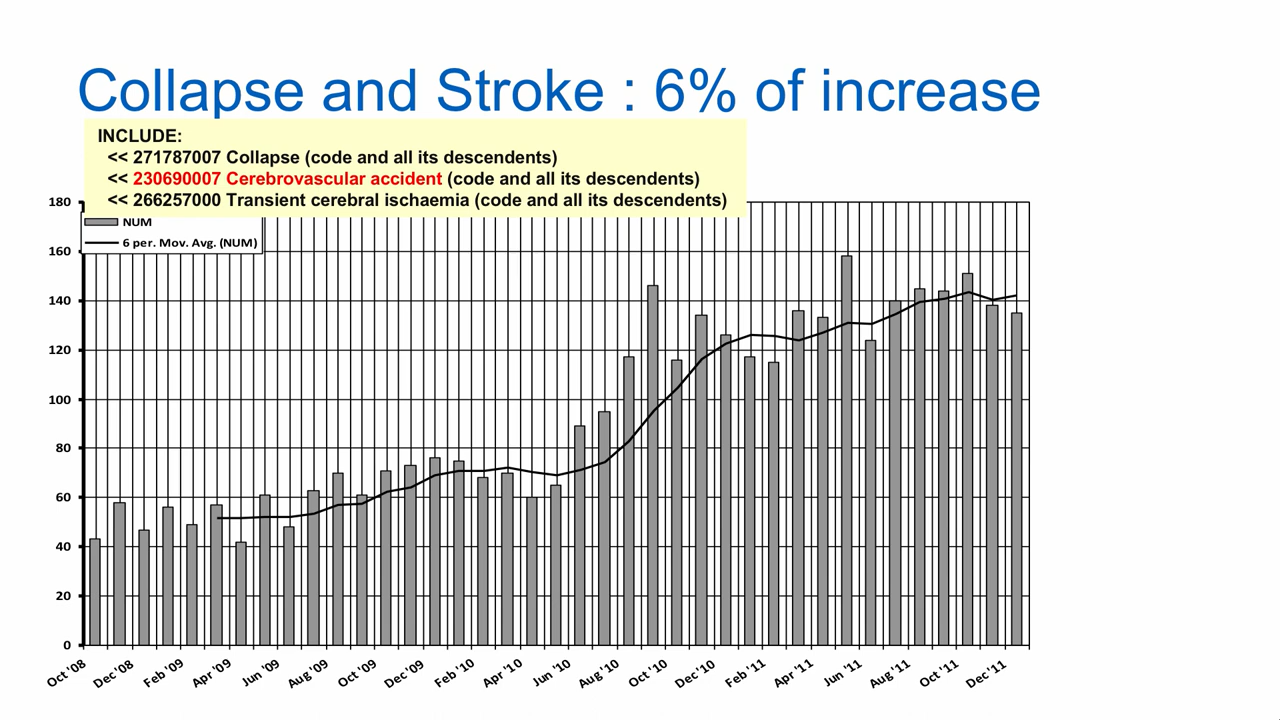 Collapse and Stroke : 6% of increase
INCLUDE:
<< 271787007 Collapse (code and all its descendents)
<< 230690007 Cerebrovascular accident (code and all its descendents)
<< 266257000 Transient cerebral ischaemia (code and all its descendents)
NUM
6 per. Mov. Avg. (NUM)
180
160
140
120
100
80
60
40
20
0
Oct '08
Dec '08
Feb '09
Apr '09
Jun '09
Aug '09
Oct '09
Dec '09
Feb '10
Apr '10
Jun '10
Aug '10
Oct '10
Dec '10
Feb '11
Apr '11
Jun '11
Aug '11
Oct '11
Dec '11